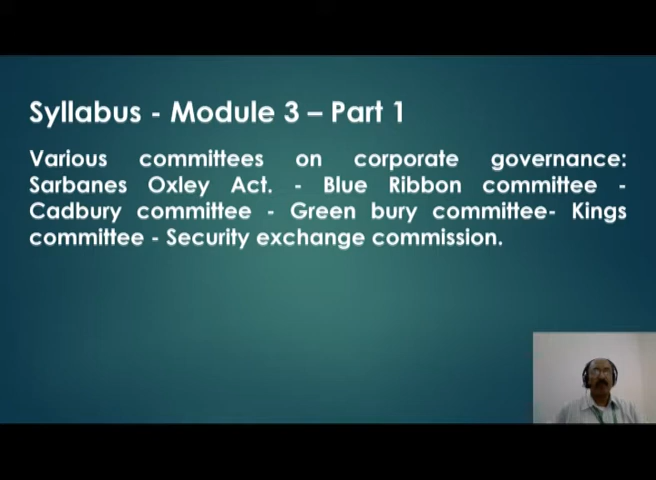 Syllabus - Module 3 – Part 1
Various committees on corporate governance:
Sarbanes Oxley Act. - Blue Ribbon committee -
Cadbury committee - Green bury committee- Kings
committee - Security exchange commission.